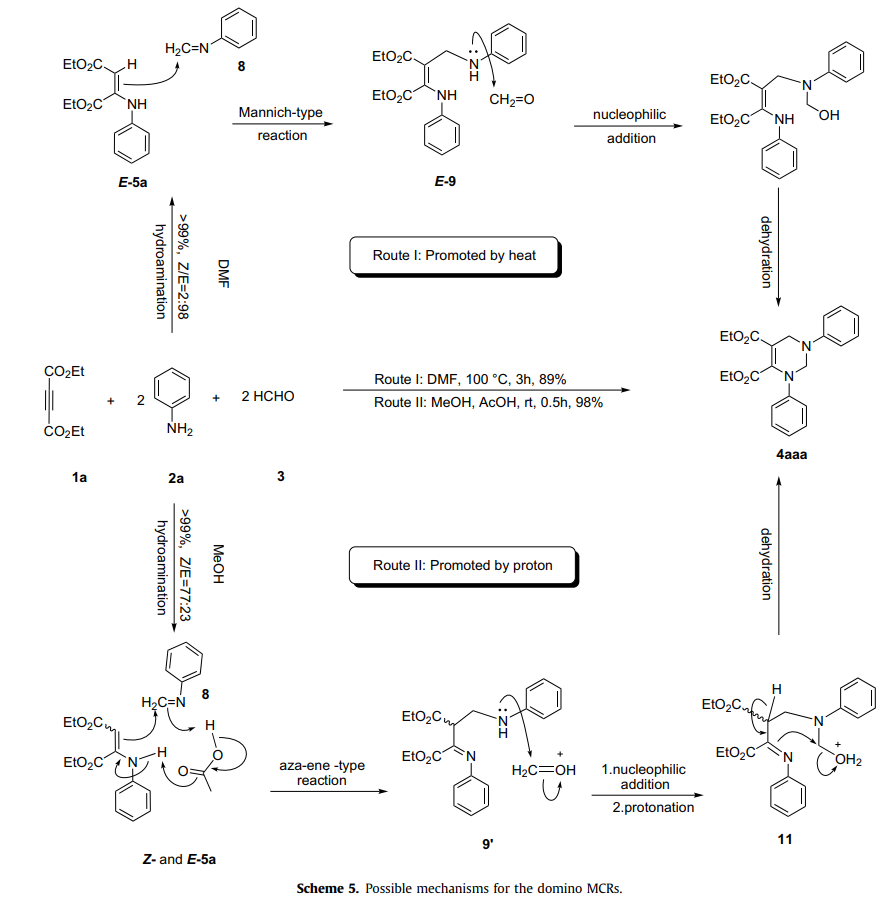 H₂C=N
8
EtO₂C
H
EtO₂C
NH
E-5a
Mannich-type
reaction
EtO₂C
N
H
EtO₂C
NH
CH₂=O
E-9
nucleophilic
addition
EtO₂C
N
EtO₂C
NH
OH
hydroamination
>99%, Z/E=2:98
DMF
Route I: Promoted by heat
dehydration
CO₂Et
CO₂Et
1a
+
2
NH₂
2a
+
2 HCHO
3
Route I: DMF, 100 °C, 3h, 89%
Route II: MeOH, AcOH, rt, 0.5h, 98%
EtO₂C
N
EtO₂C
N
4aaa
hydroamination
>99%, Z/E=77:23
MeOH
Route II: Promoted by proton
dehydration
H₂C=N
8
EtO₂C
H
EtO₂C
N
H
O
O
Z- and E-5a
aza-ene -type
reaction
EtO₂C
N
H
EtO₂C
N
+
H₂C=OH
9'
1.nucleophilic
addition
2.protonation
H
EtO₂C
N
EtO₂C
N
+
OH₂
11
Scheme 5. Possible mechanisms for the domino MCRs.